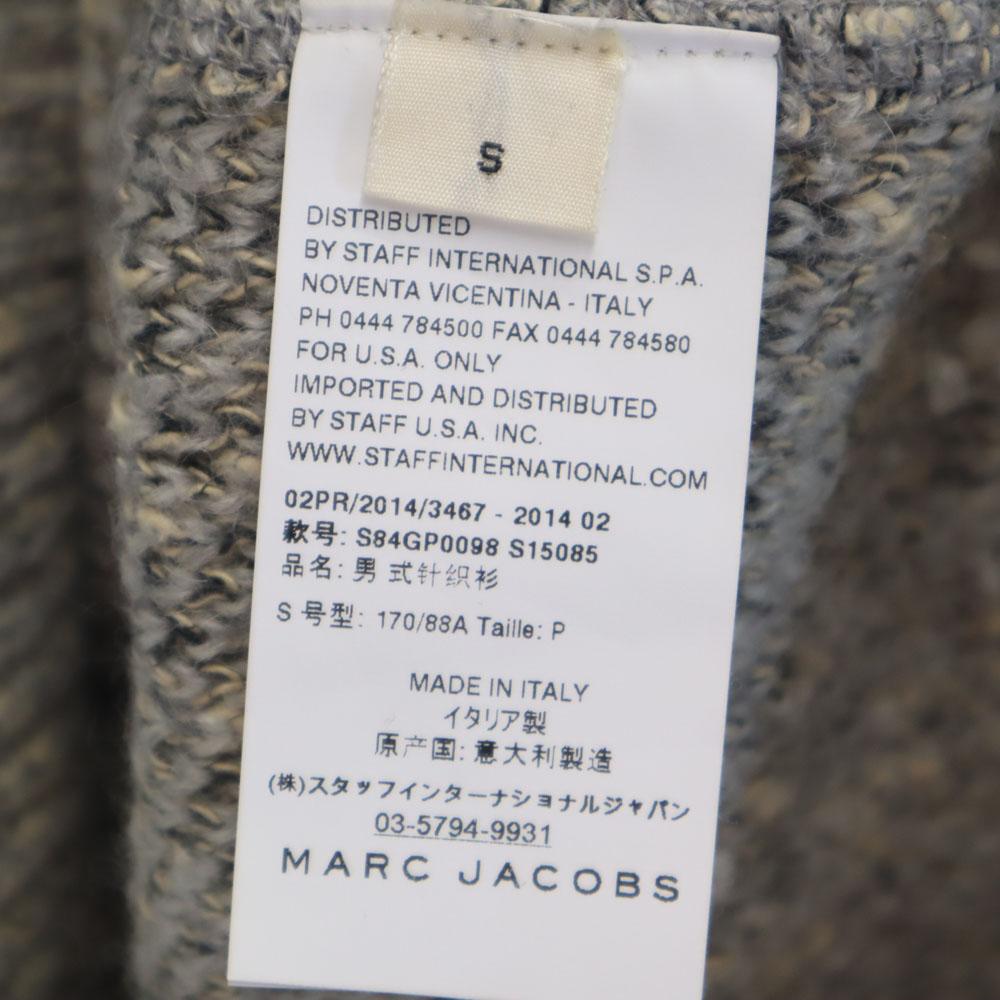 S
DISTRIBUTED
BY STAFF INTERNATIONAL S.P.A.
NOVENTA VICENTINA - ITALY
PH 0444 784500 FAX 0444 784580
FOR U.S.A. ONLY
IMPORTED AND DISTRIBUTED
BY STAFF U.S.A. INC.
WWW.STAFFINTERNATIONAL.COM
02PR/2014/3467 - 2014 02
款号: S84GP0098 S15085
品名: 男 式针织衫
S 号型: 170/88A Taille: P
MADE IN ITALY
イタリア製
原产国: 意大利製造
(株)スタッフインターナショナルジャパン
03-5794-9931
MARC JACOBS